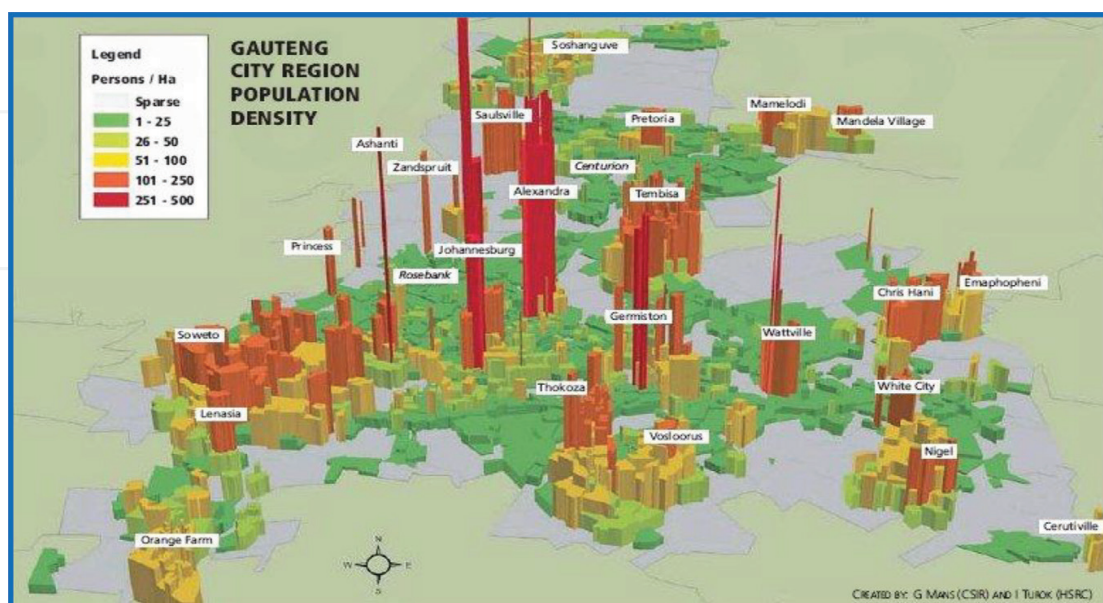 Legend
Persons / Ha
Sparse
1 - 25
26 - 50
51 - 100
101 - 250
251 - 500
GAUTENG
CITY REGION
POPULATION
DENSITY
Soshanguve
Saulsville
Pretoria
Mamelodi
Mandela Village
Ashanti
Zandspruit
Centurion
Alexandra
Tembisa
Princess
Johannesburg
Rosebank
Chris Hani
Emaphopheni
Soweto
Germiston
Wattville
Thokoza
White City
Lenasia
Vosloorus
Nigel
Orange Farm
Cerutiville
N
W
E
S
CREATED BY: G MANS (CSIR) AND I TUROK (HSRC)